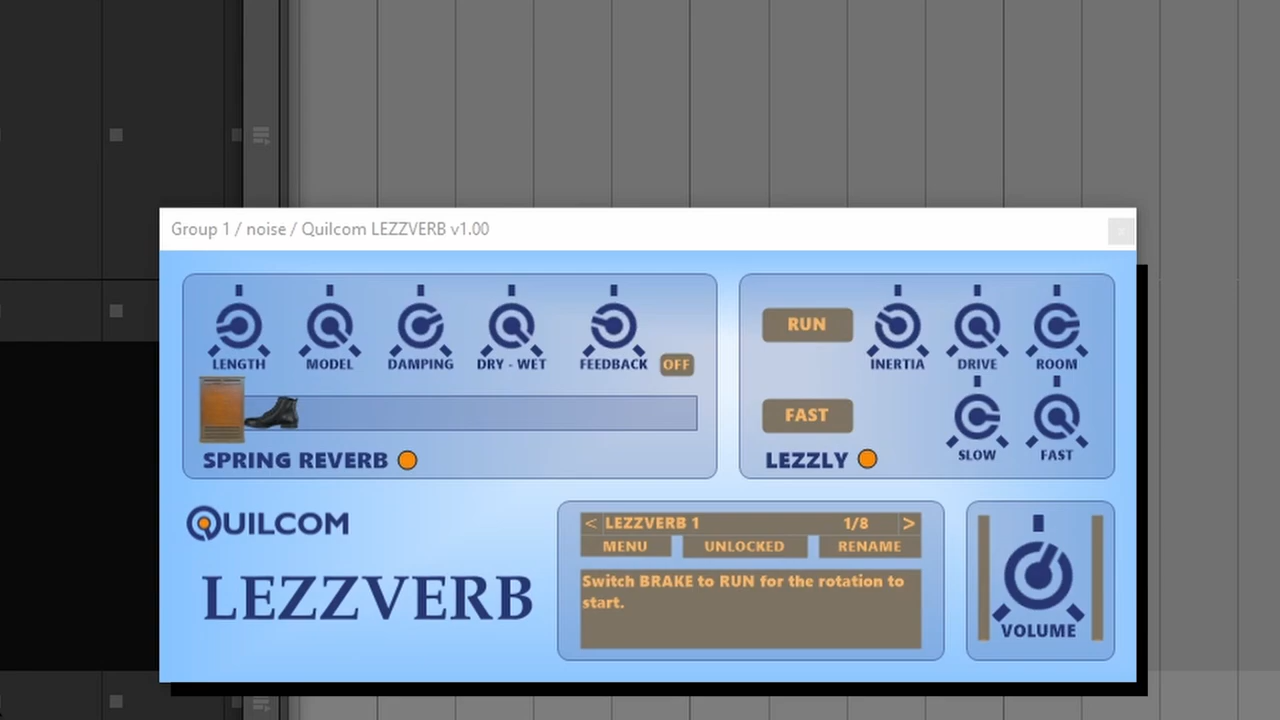 Group 1 / noise / Quilcom LEZZVERB v1.00
LENGTH MODEL DAMPING DRY - WET FEEDBACK OFF
SPRING REVERB
RUN INERTIA DRIVE ROOM
FAST SLOW FAST
LEZZLY
QUILCOM
LEZZVERB
< LEZZVERB 1 1/8 >
MENU UNLOCKED RENAME
Switch BRAKE to RUN for the rotation to
start.
VOLUME